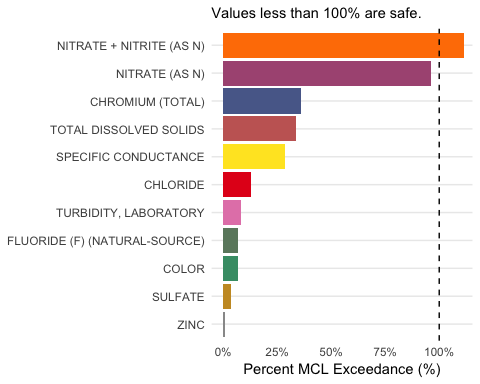 Values less than 100% are safe.
NITRATE + NITRITE (AS N)
NITRATE (AS N)
CHROMIUM (TOTAL)
TOTAL DISSOLVED SOLIDS
SPECIFIC CONDUCTANCE
CHLORIDE
TURBIDITY, LABORATORY
FLUORIDE (F) (NATURAL-SOURCE)
COLOR
SULFATE
ZINC
0% 25% 50% 75% 100%
Percent MCL Exceedance (%)